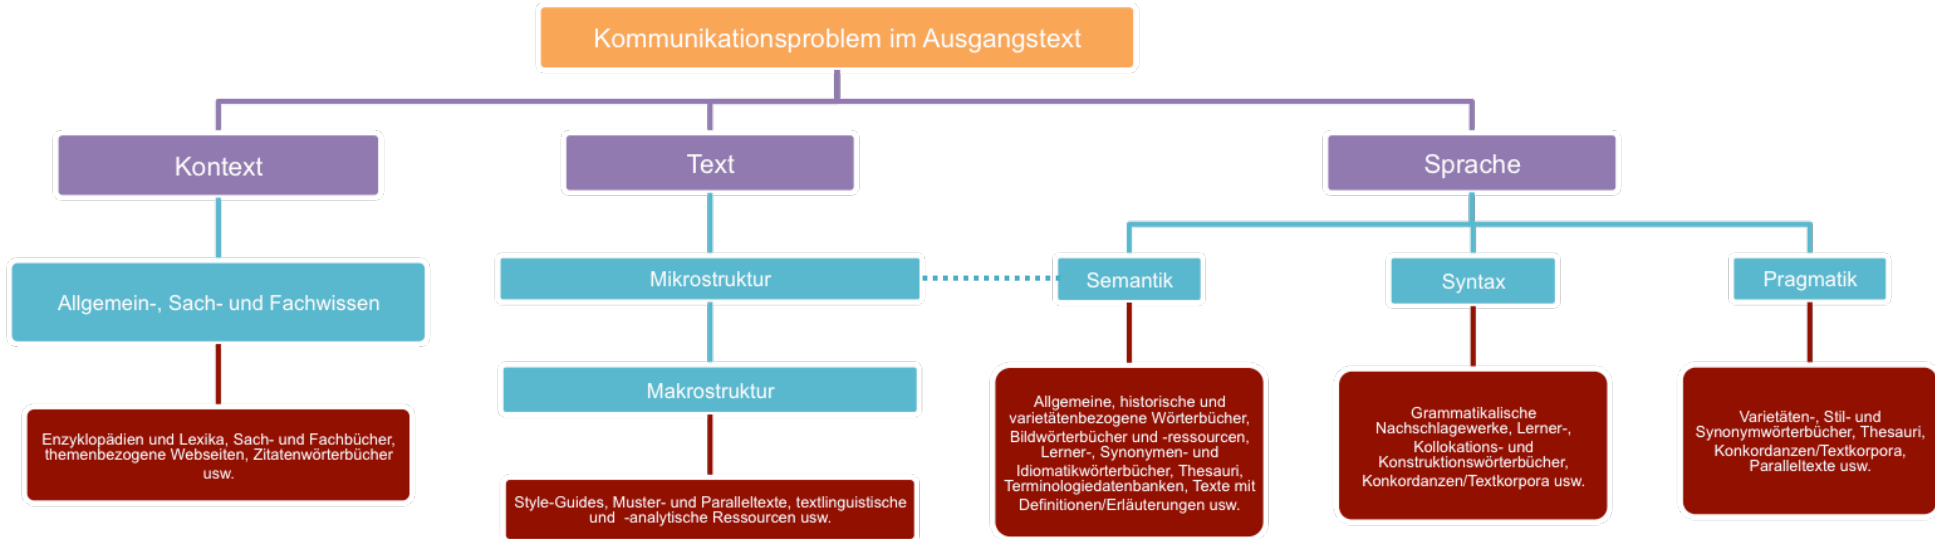 Kommunikationsproblem im Ausgangstext
Kontext
Text
Sprache
Allgemein-, Sach- und Fachwissen
Mikrostruktur
Semantik
Syntax
Pragmatik
Makrostruktur
Enzyklopädien und Lexika, Sach- und Fachbücher,
themenbezogene Webseiten, Zitatenwörterbücher
usw.
Style-Guides, Muster- und Paralleltexte, textlinguistische
und -analytische Ressourcen usw.
Allgemeine, historische und
varietätenbezogene Wörterbücher,
Bildwörterbücher und -ressourcen,
Lerner-, Synonymen- und
Idiomatikwörterbücher, Thesauri,
Terminologiedatenbanken, Texte mit
Definitionen/Erläuterungen usw.
Grammatikalische
Nachschlagewerke, Lerner-,
Kollokations- und
Konstruktionswörterbücher,
Konkordanzen/Textkorpora usw.
Varietäten-, Stil- und
Synonymwörterbücher, Thesauri,
Konkordanzen/Textkorpora,
Paralleltexte usw.